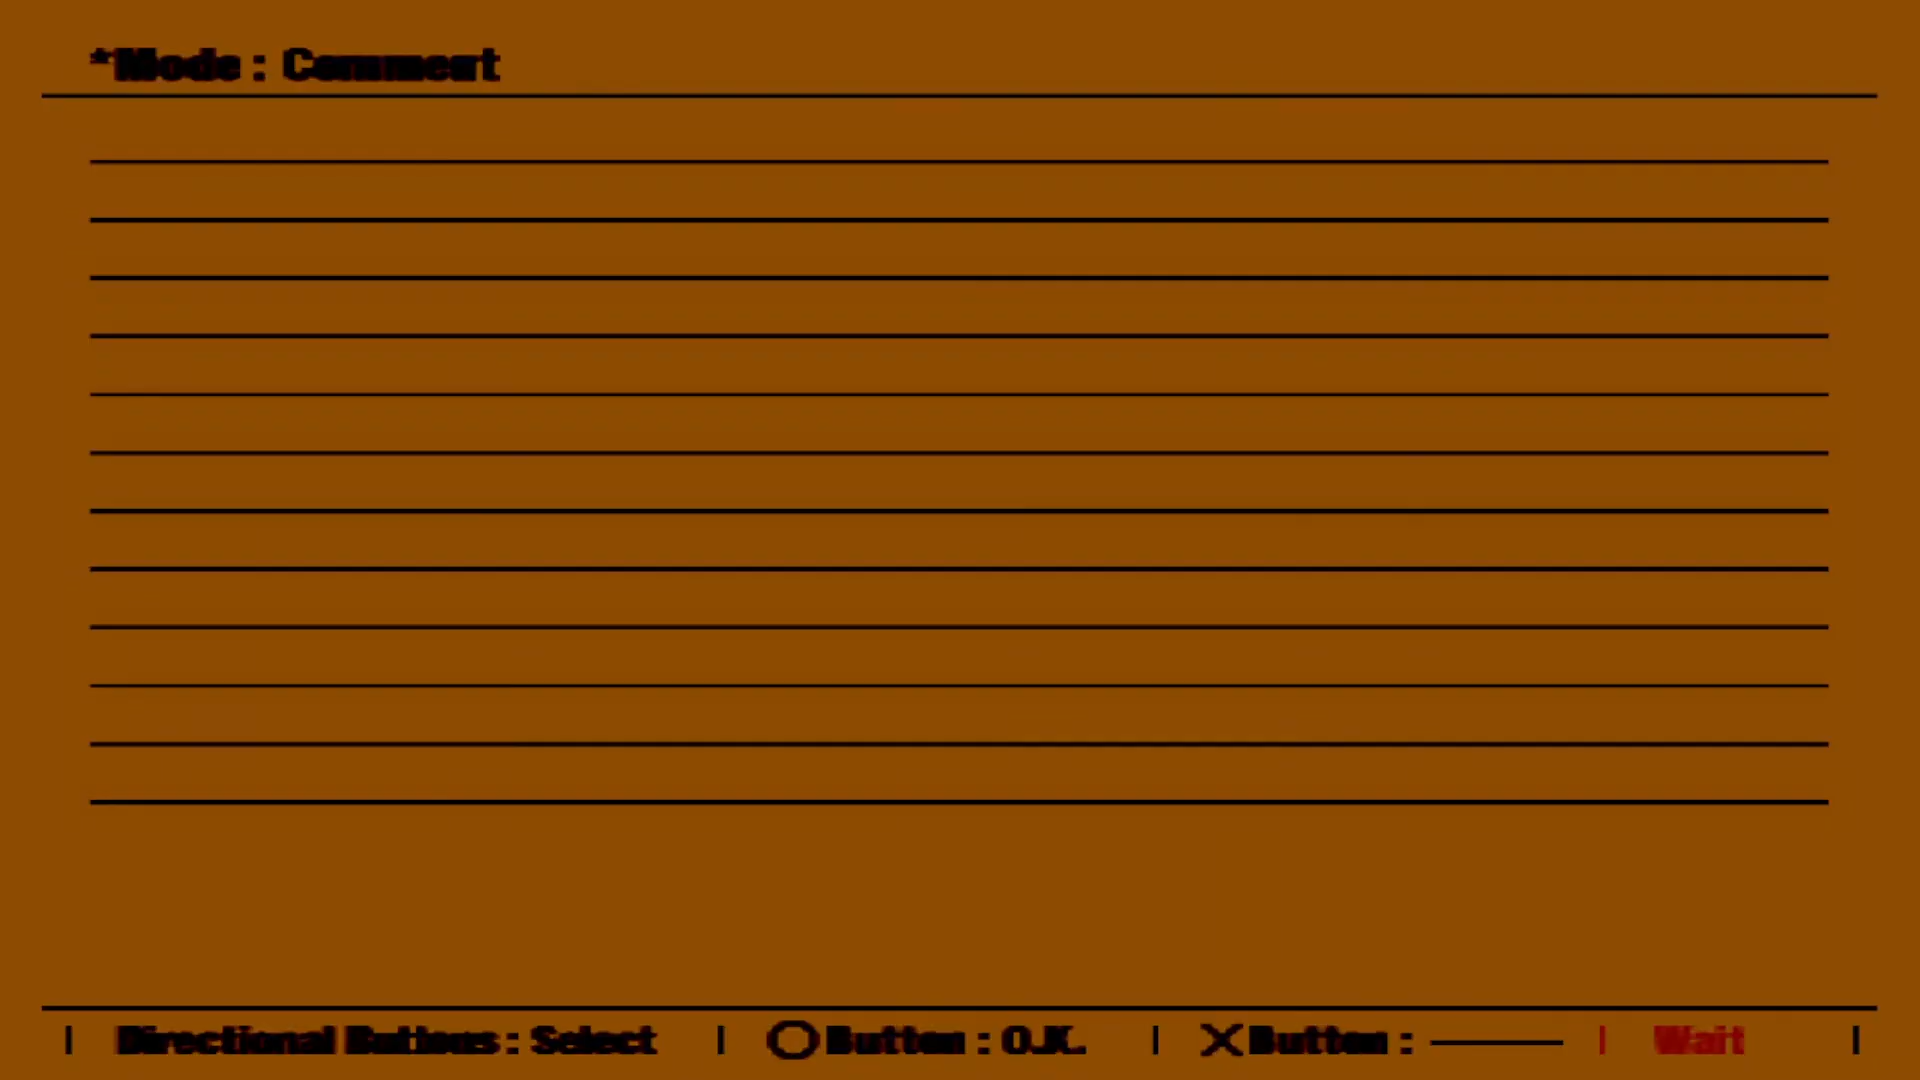 *Mode : Comment
| Directional Buttons : Select | ◯Button : O.K. | ✕Button : ——— | Wait |